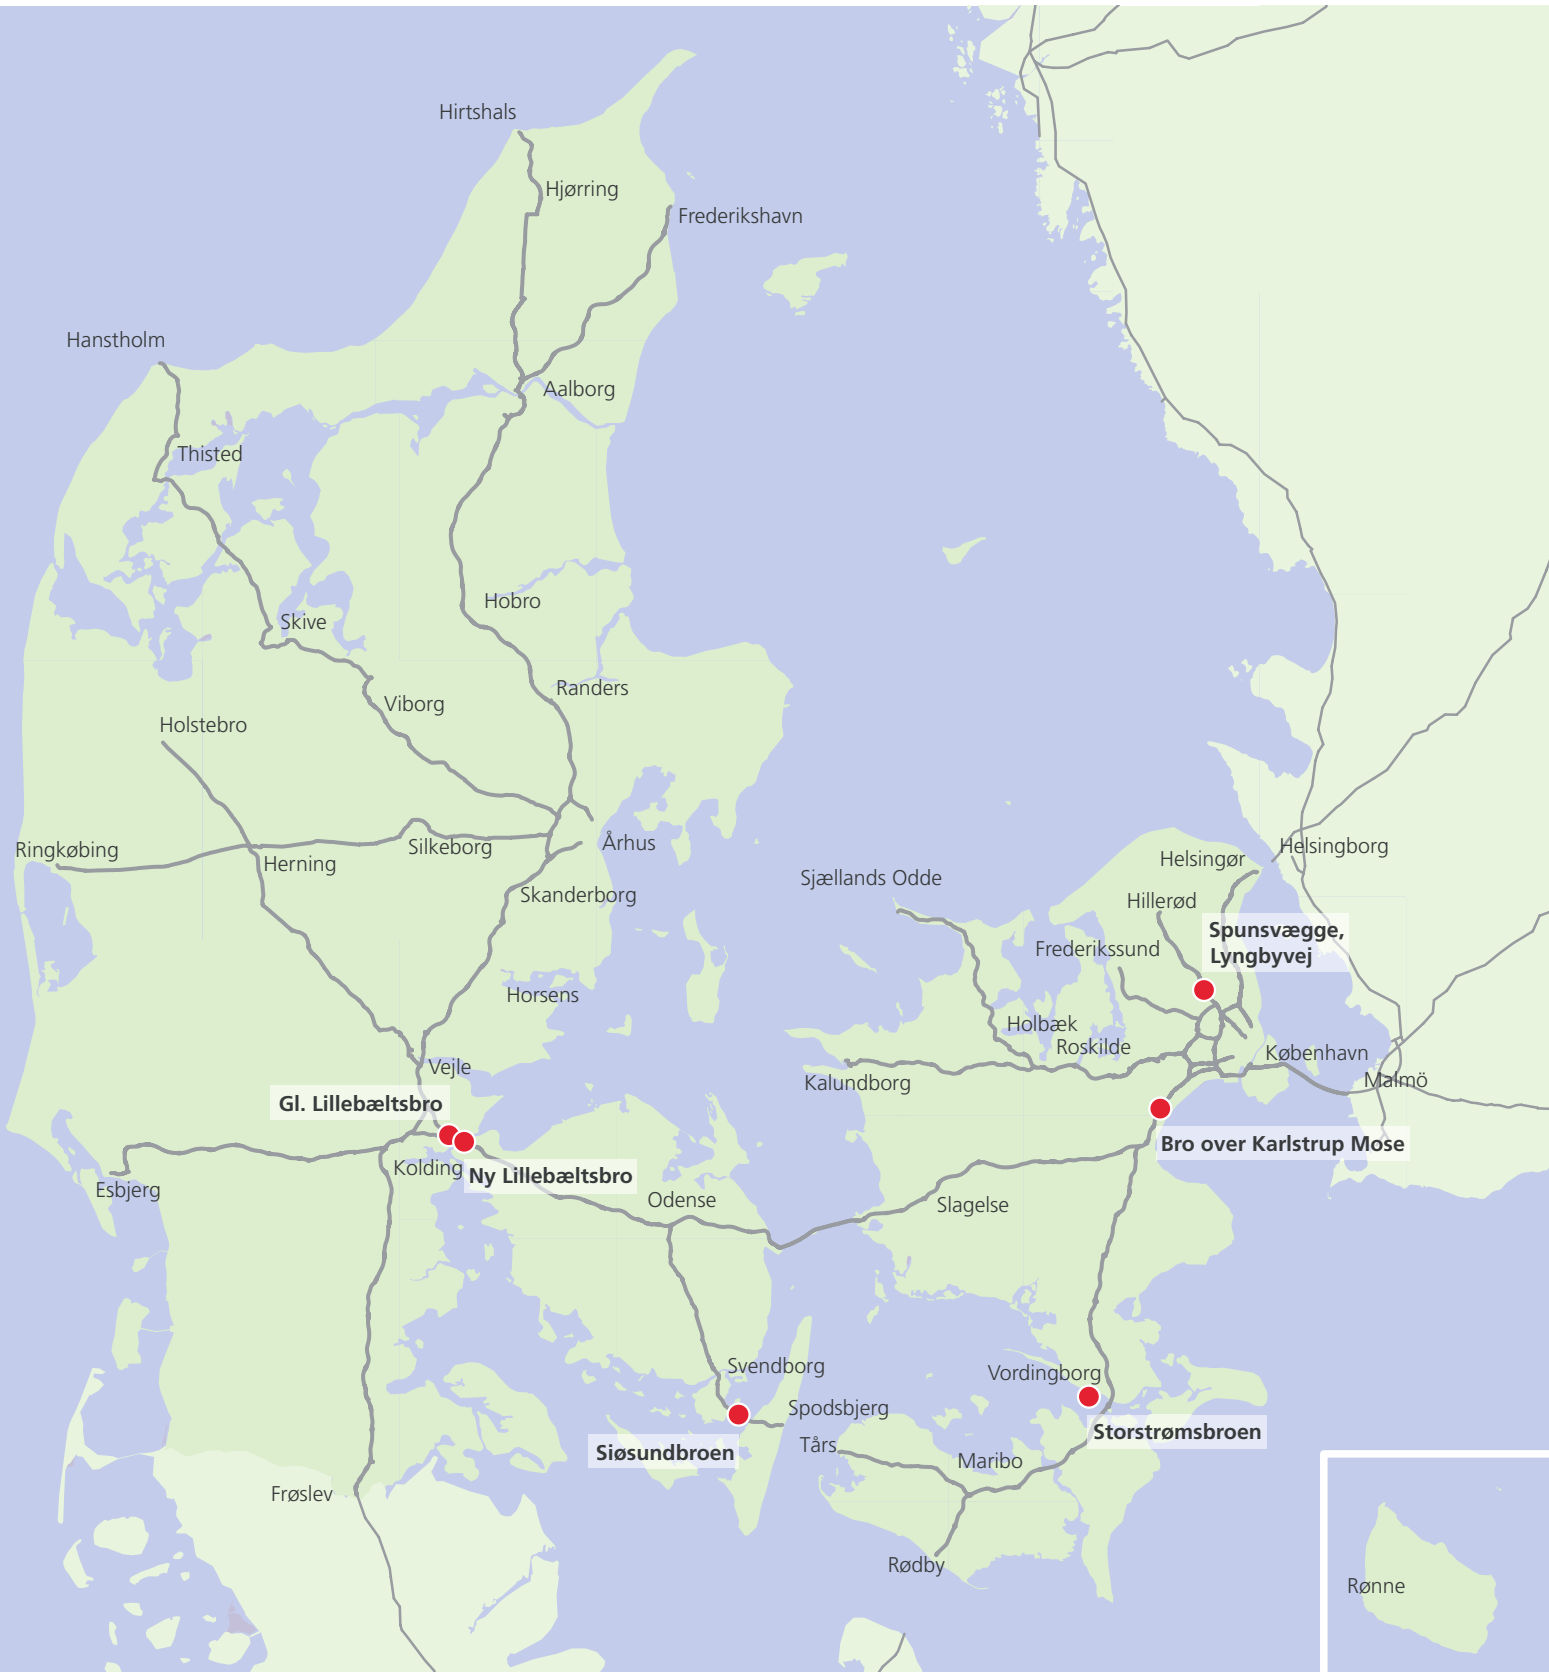 Hirtshals
Hjørring
Frederikshavn
Hanstholm
Aalborg
Thisted
Hobro
Skive
Randers
Viborg
Holstebro
Århus
Silkeborg
Ringkøbing
Herning
Helsingborg
Helsingør
Sjællands Odde
Skanderborg
Hillerød
Spunsvægge,
Lyngbyvej
Frederikssund
Horsens
Holbæk
Roskilde
København
Vejle
Malmö
Kalundborg
Gl. Lillebæltsbro
Bro over Karlstrup Mose
Kolding
Ny Lillebæltsbro
Esbjerg
Odense
Slagelse
Svendborg
Vordingborg
Spodsbjerg
Storstrømsbroen
Tårs
Siøsundbroen
Maribo
Frøslev
Rødby
Rønne